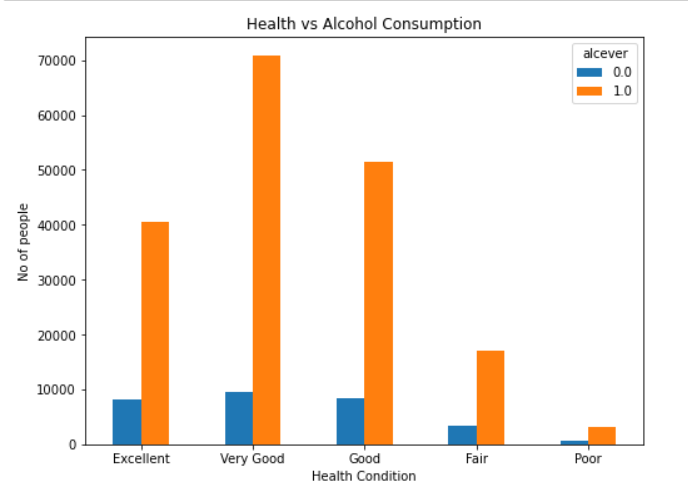 Health vs Alcohol Consumption
alcever
0.0
1.0
70000
60000
50000
40000
30000
20000
10000
0
No of people
Excellent
Very Good
Good
Fair
Poor
Health Condition